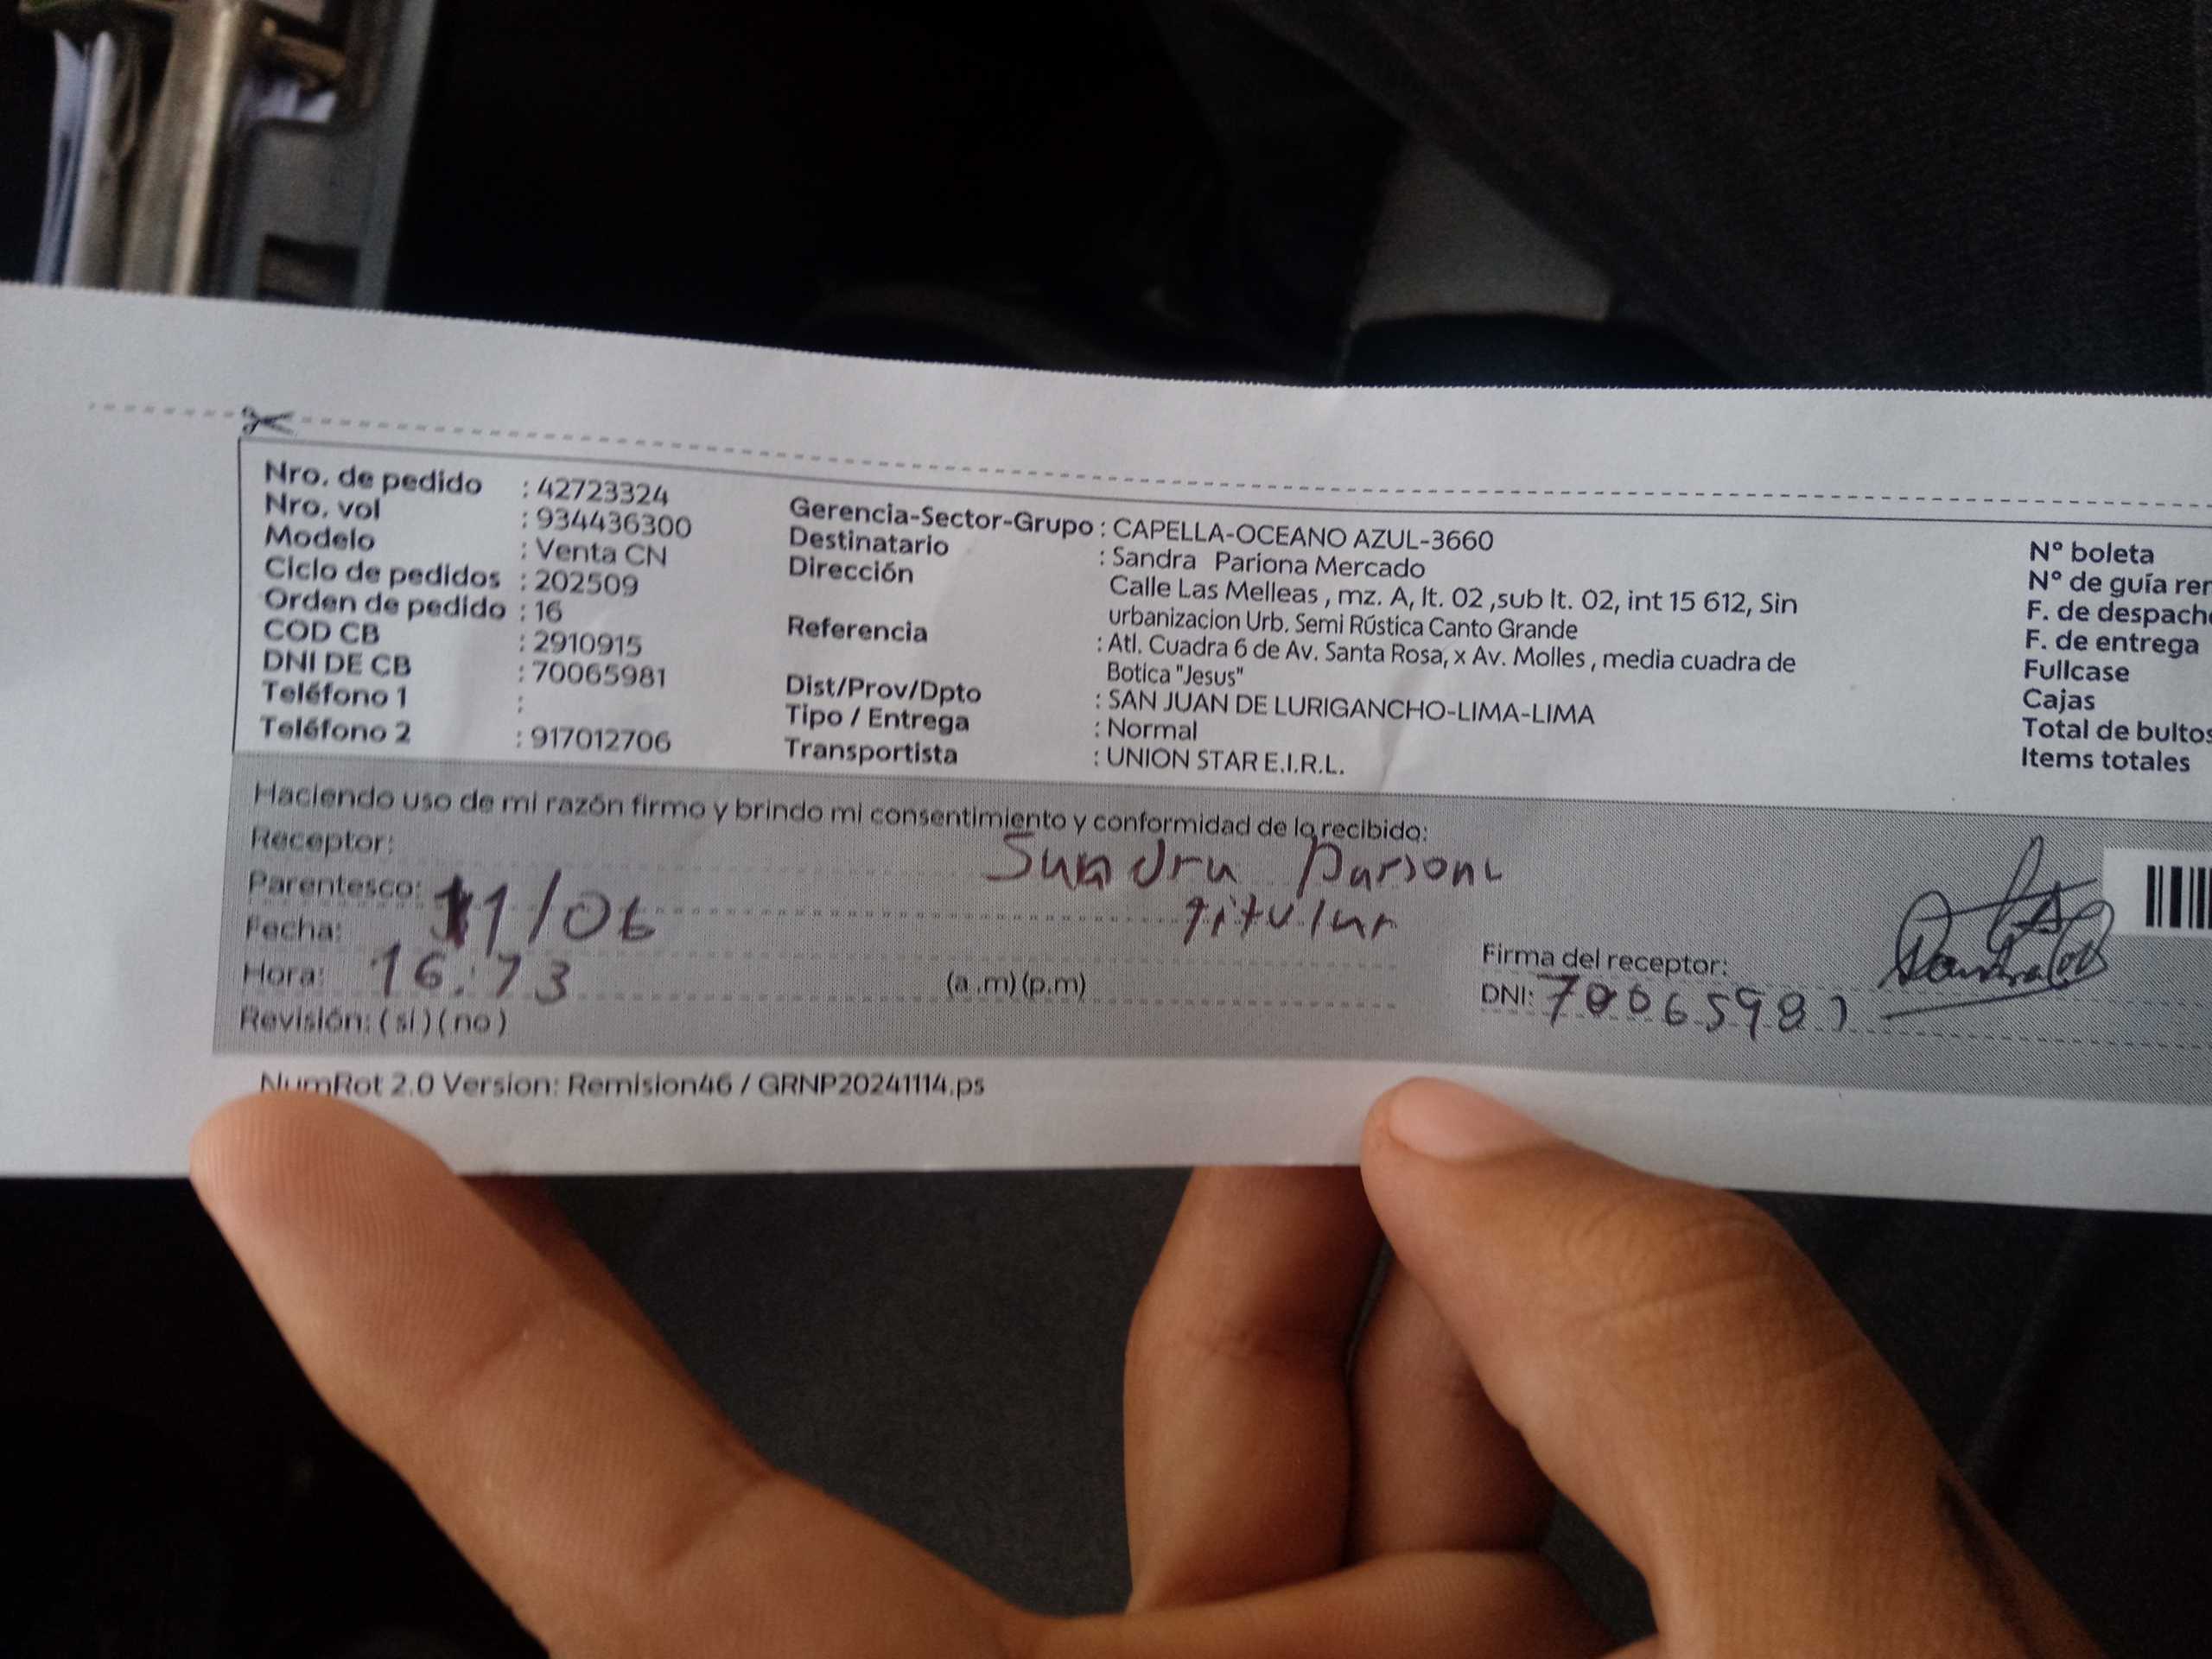 Nro. de pedido : 42723324
Nro. vol : 934436300
Modelo : Venta CN
Ciclo de pedidos : 202509
Orden de pedido : 16
COD CB : 2910915
DNI DE CB : 70065981
Teléfono 1 :
Teléfono 2 : 917012706
Gerencia-Sector-Grupo : CAPELLA-OCEANO AZUL-3660
Destinatario : Sandra Pariona Mercado
Dirección Calle Las Melleas , mz. A, lt. 02 ,sub lt. 02, int 15 612, Sin
urbanizacion Urb. Semi Rústica Canto Grande
Referencia : Atl. Cuadra 6 de Av. Santa Rosa, x Av. Molles , media cuadra de
Botica "Jesus"
Dist/Prov/Dpto : SAN JUAN DE LURIGANCHO-LIMA-LIMA
Tipo / Entrega : Normal
Transportista : UNION STAR E.I.R.L.
N° boleta
N° de guía
F. de
F. de entrega
Fullcase
Cajas
Total de bultos
Items totales
Haciendo uso de mi razón firmo y brindo mi consentimiento y conformidad de lo recibido:
Receptor: Sandra
Parentesco: titular
Fecha: 11/06
Hora: 16:13 (a .m) (p.m)
Revisión: ( si ) ( no )
Firma del receptor:
DNI: 70065981
NumRot 2.0 Version: Remision46 / GRNP20241114.ps